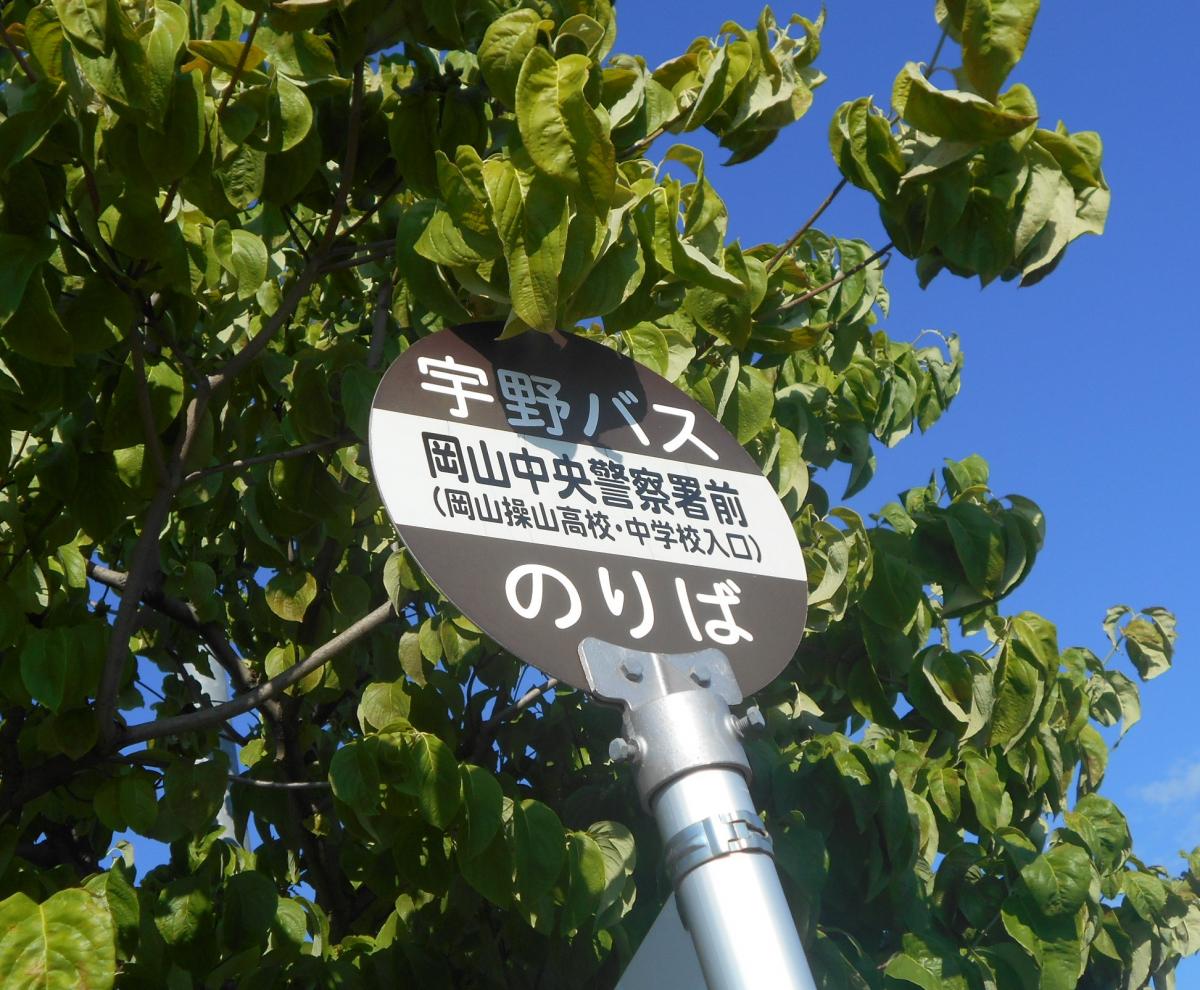 宇野バス
岡山中央警察署前
(岡山操山高校・中学校入口)
のりば